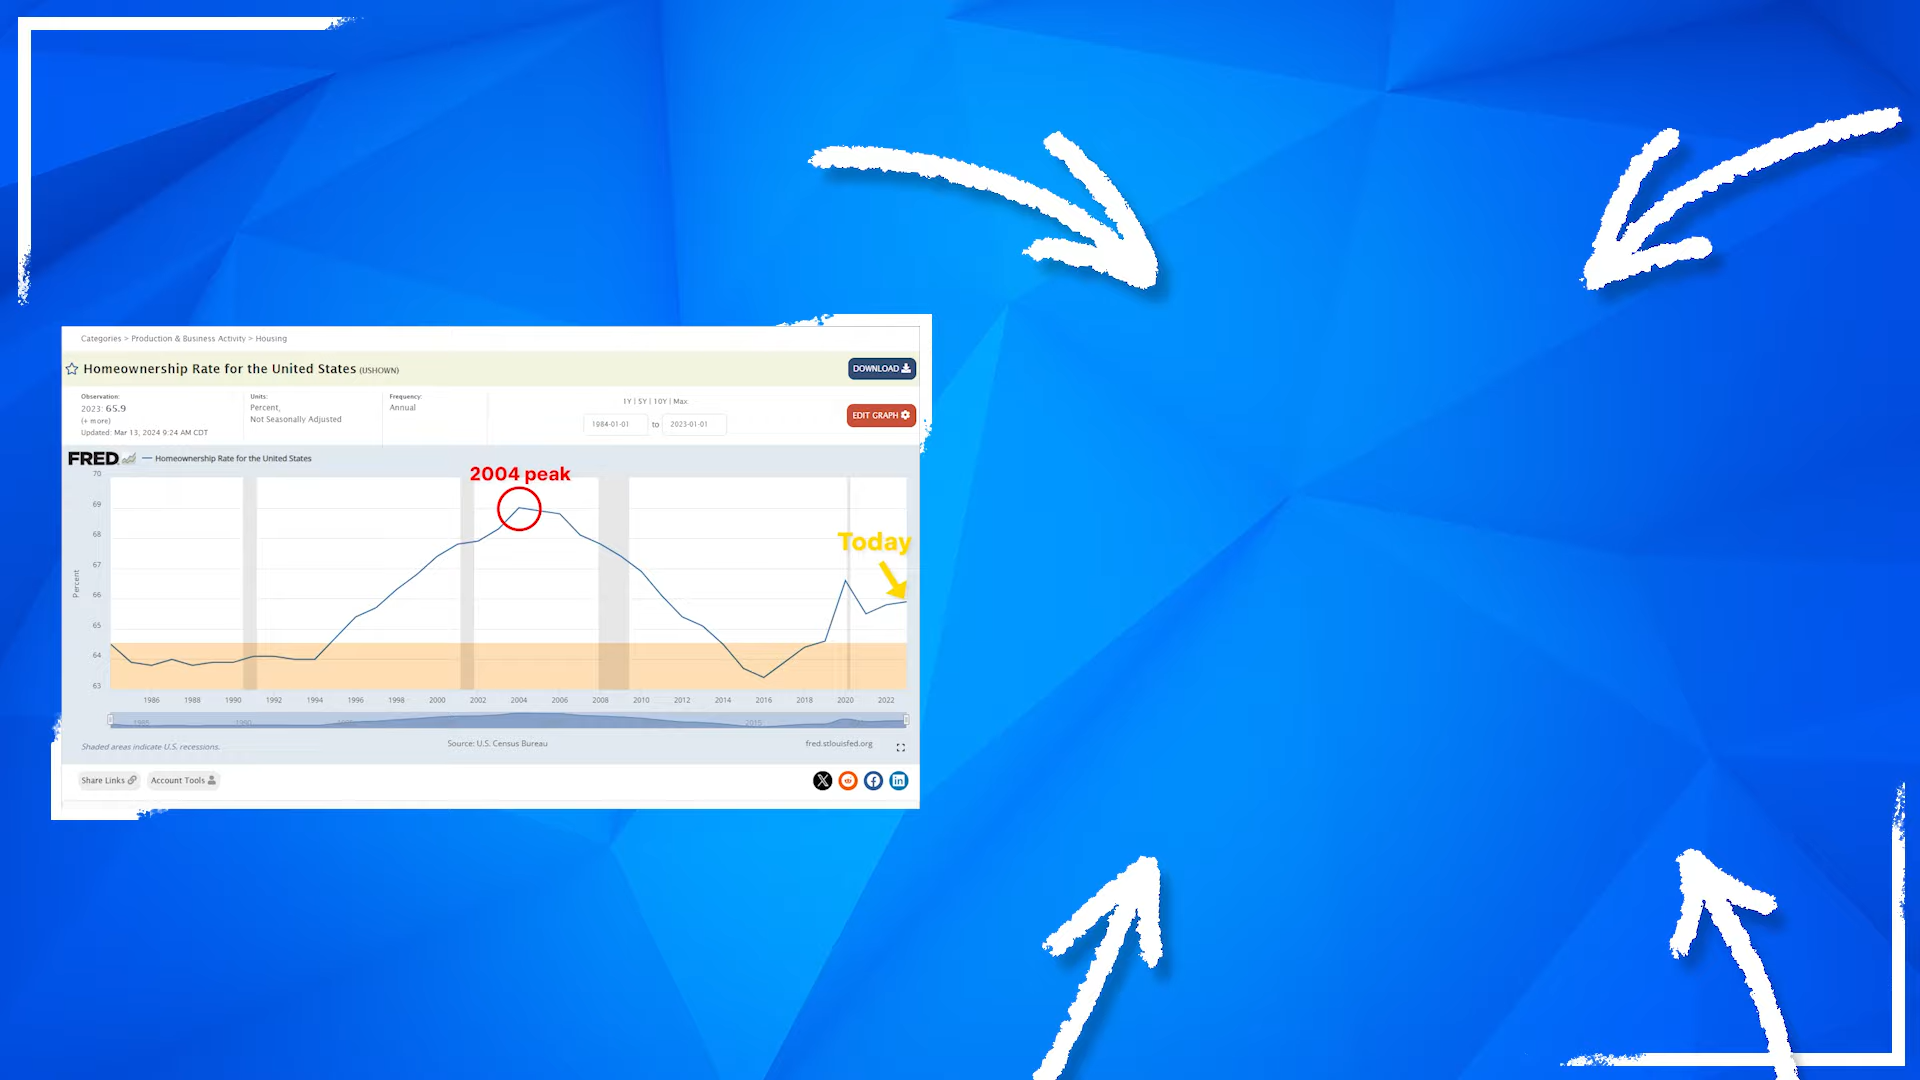 Categories > Production & Business Activity > Housing
Homeownership Rate for the United States (USHOWN)
DOWNLOAD
Observation:
2023: 65.9
(+ more)
Updated: Mar 13, 2024 9:24 AM CDT
Units:
Percent,
Not Seasonally Adjusted
Frequency:
Annual
1Y | 5Y | 10Y | Max
1984-01-01 to 2023-01-01
EDIT GRAPH
FRED
Homeownership Rate for the United States
2004 peak
Today
Percent
70
69
68
67
66
65
64
63
1986 1988 1990 1992 1994 1996 1998 2000 2002 2004 2006 2008 2010 2012 2014 2016 2018 2020 2022
1985 1990 2015
Shaded areas indicate U.S. recessions.
Source: U.S. Census Bureau
fred.stlouisfed.org
Share Links
Account Tools
X
f
in